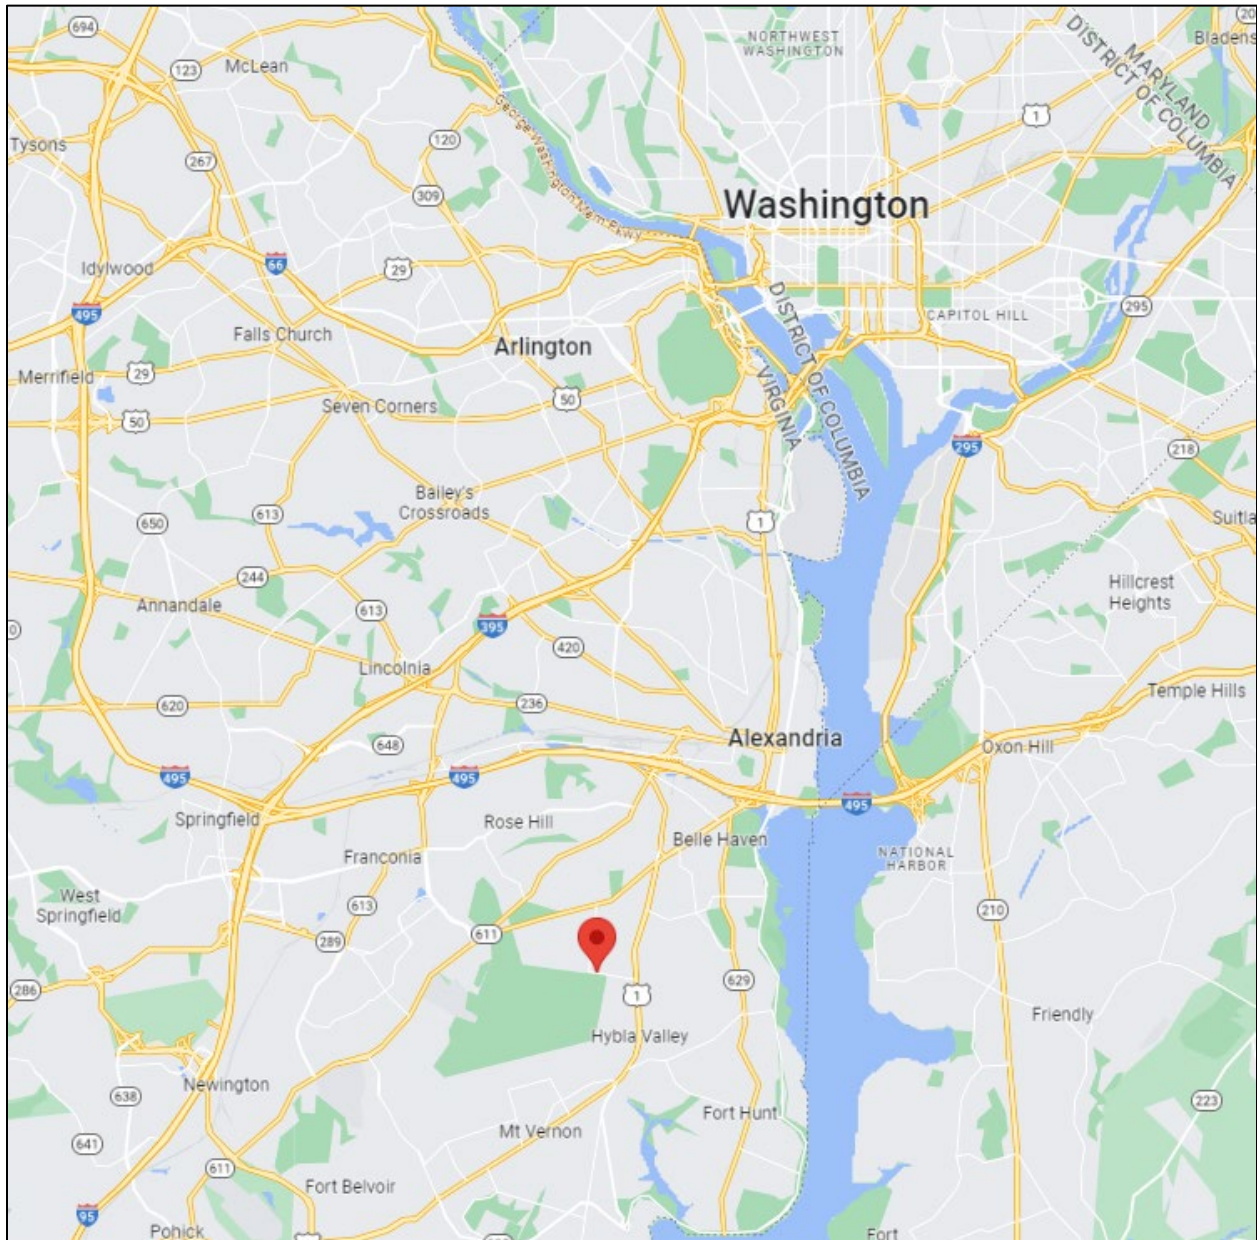 694
123
McLean
Tysons
267
120
309
George Washington Mem Pkwy
NORTHWEST
WASHINGTON
1
MARYLAND
DISTRICT OF COLUMBIA
20
Bladens
Washington
Idylwood
66
29
495
Falls Church
Arlington
Merrifield
29
50
Seven Corners
50
DISTRICT OF COLUMBIA
VIRGINIA
CAPITOL HILL
295
295
218
Bailey's
Crossroads
650
613
244
1
Suitla
Annandale
613
395
Hillcrest
Heights
0
Lincolnia
420
620
236
648
Temple Hills
Alexandria
Oxon Hill
495
495
495
Springfield
Rose Hill
Belle Haven
NATIONAL
HARBOR
Franconia
West
Springfield
613
289
611
210
286
629
1
Friendly
Hybla Valley
Newington
638
Fort Hunt
223
Mt Vernon
641
611
Fort Belvoir
95
Pohick
Fort